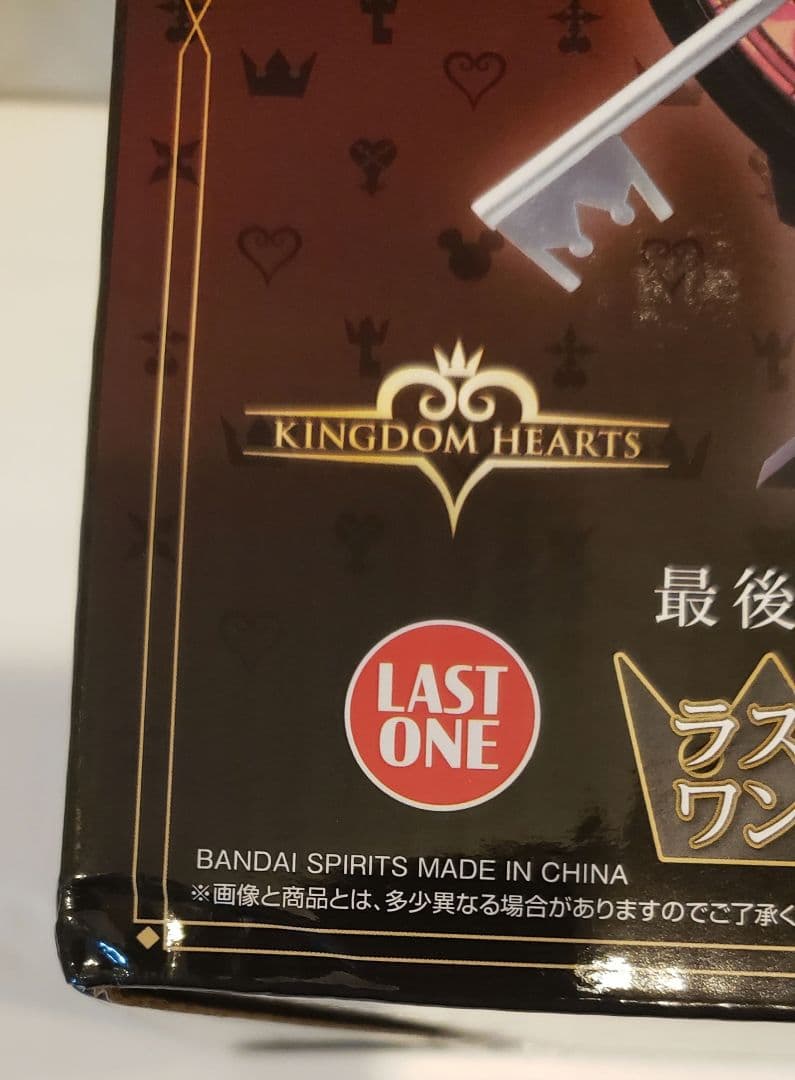 KINGDOM HEARTS
最後
LAST
ONE
ラス
ワン
BANDAI SPIRITS MADE IN CHINA
※画像と商品とは、多少異なる場合がありますのでご了承く